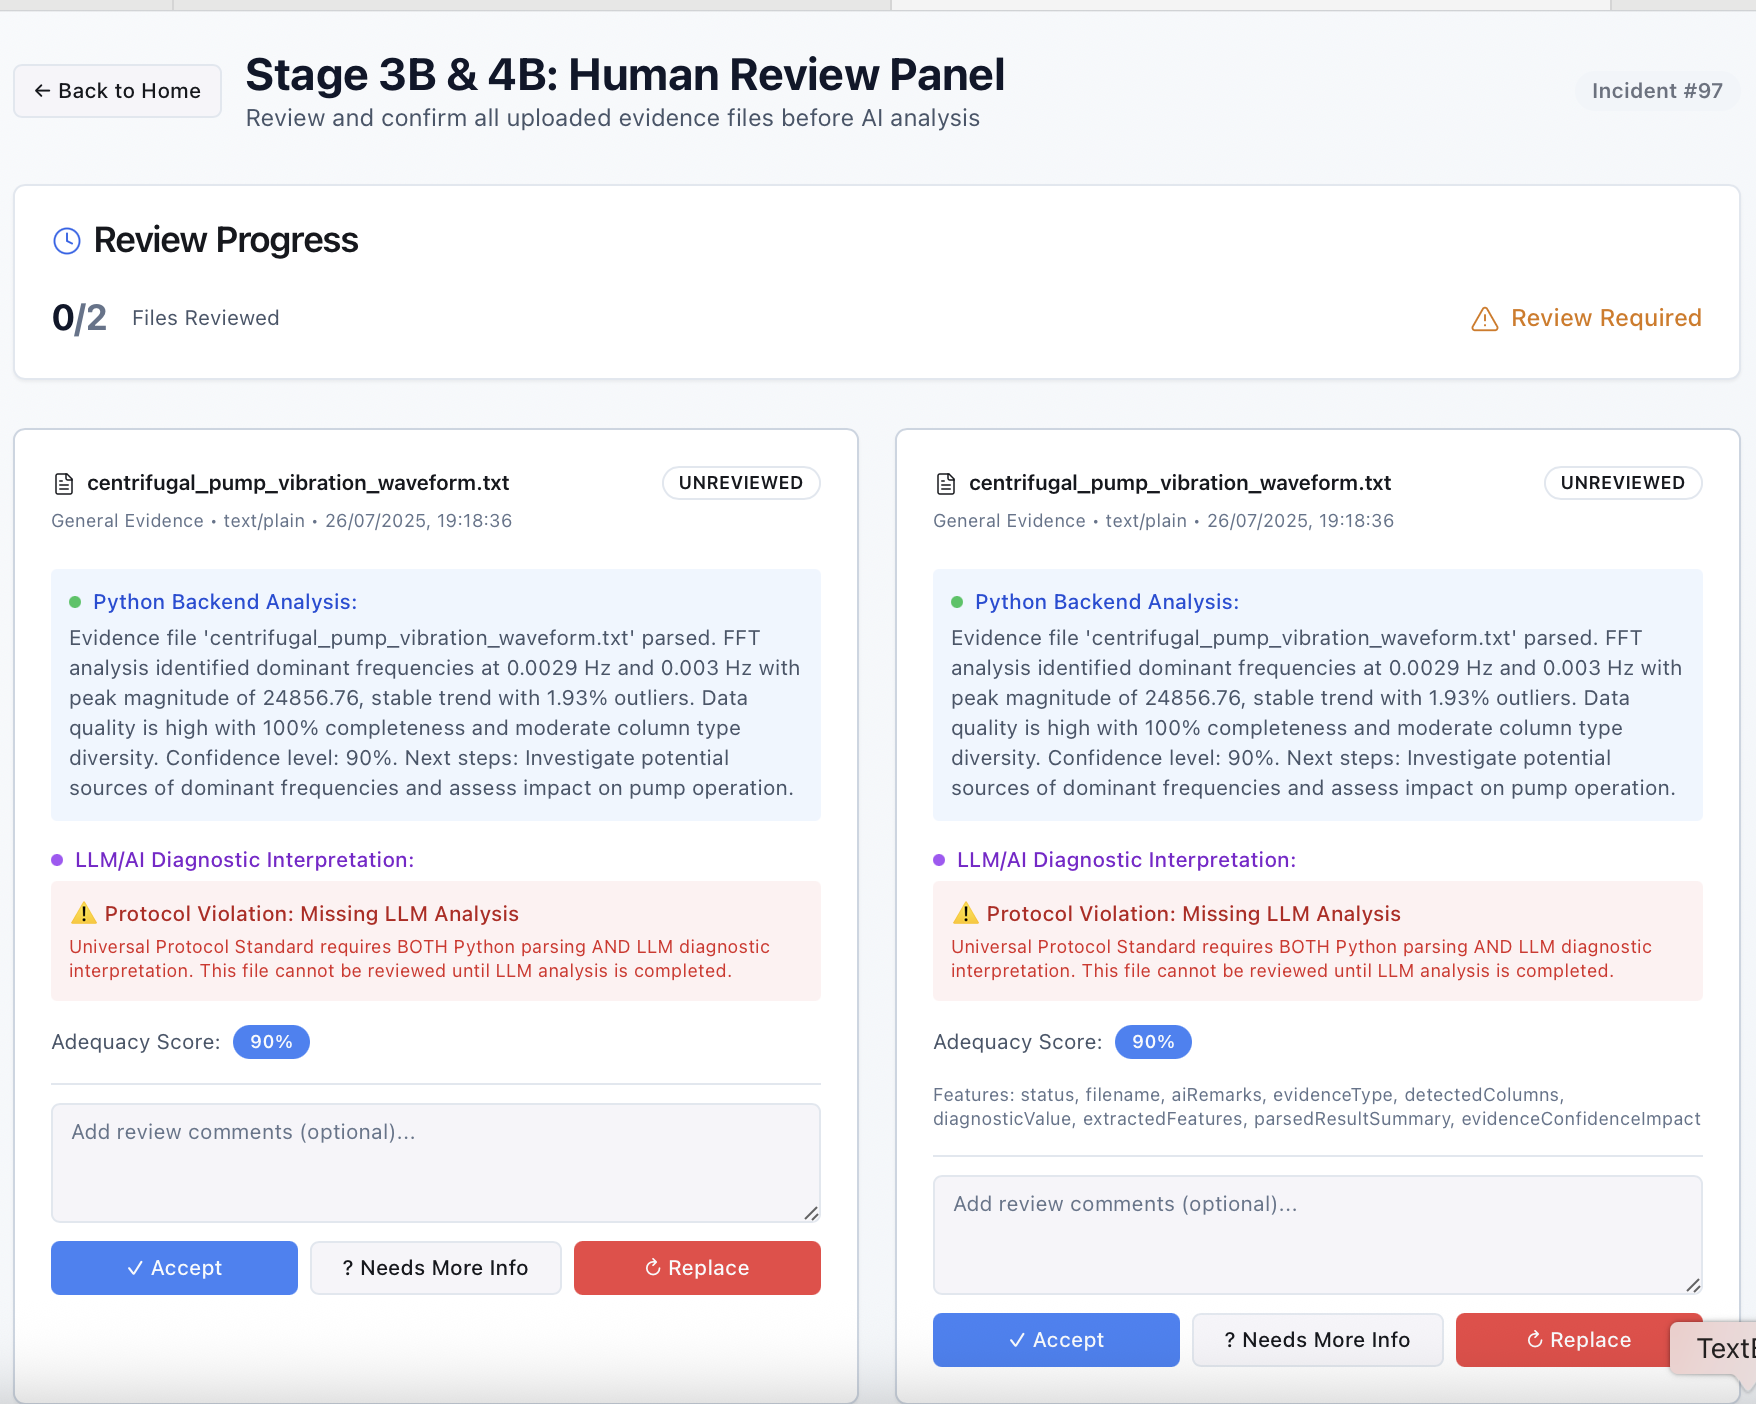 ← Back to Home
Stage 3B & 4B: Human Review Panel
Review and confirm all uploaded evidence files before AI analysis
Incident #97
Review Progress
0/2 Files Reviewed
Review Required
centrifugal_pump_vibration_waveform.txt
UNREVIEWED
General Evidence • text/plain • 26/07/2025, 19:18:36
Python Backend Analysis:
Evidence file 'centrifugal_pump_vibration_waveform.txt' parsed. FFT
analysis identified dominant frequencies at 0.0029 Hz and 0.003 Hz with
peak magnitude of 24856.76, stable trend with 1.93% outliers. Data
quality is high with 100% completeness and moderate column type
diversity. Confidence level: 90%. Next steps: Investigate potential
sources of dominant frequencies and assess impact on pump operation.
LLM/AI Diagnostic Interpretation:
⚠️ Protocol Violation: Missing LLM Analysis
Universal Protocol Standard requires BOTH Python parsing AND LLM diagnostic
interpretation. This file cannot be reviewed until LLM analysis is completed.
Adequacy Score: 90%
Add review comments (optional)...
✓ Accept
? Needs More Info
↻ Replace
centrifugal_pump_vibration_waveform.txt
UNREVIEWED
General Evidence • text/plain • 26/07/2025, 19:18:36
Python Backend Analysis:
Evidence file 'centrifugal_pump_vibration_waveform.txt' parsed. FFT
analysis identified dominant frequencies at 0.0029 Hz and 0.003 Hz with
peak magnitude of 24856.76, stable trend with 1.93% outliers. Data
quality is high with 100% completeness and moderate column type
diversity. Confidence level: 90%. Next steps: Investigate potential
sources of dominant frequencies and assess impact on pump operation.
LLM/AI Diagnostic Interpretation:
⚠️ Protocol Violation: Missing LLM Analysis
Universal Protocol Standard requires BOTH Python parsing AND LLM diagnostic
interpretation. This file cannot be reviewed until LLM analysis is completed.
Adequacy Score: 90%
Features: status, filename, aiRemarks, evidenceType, detectedColumns,
diagnosticValue, extractedFeatures, parsedResultSummary, evidenceConfidenceImpact
Add review comments (optional)...
✓ Accept
? Needs More Info
↻ Replace